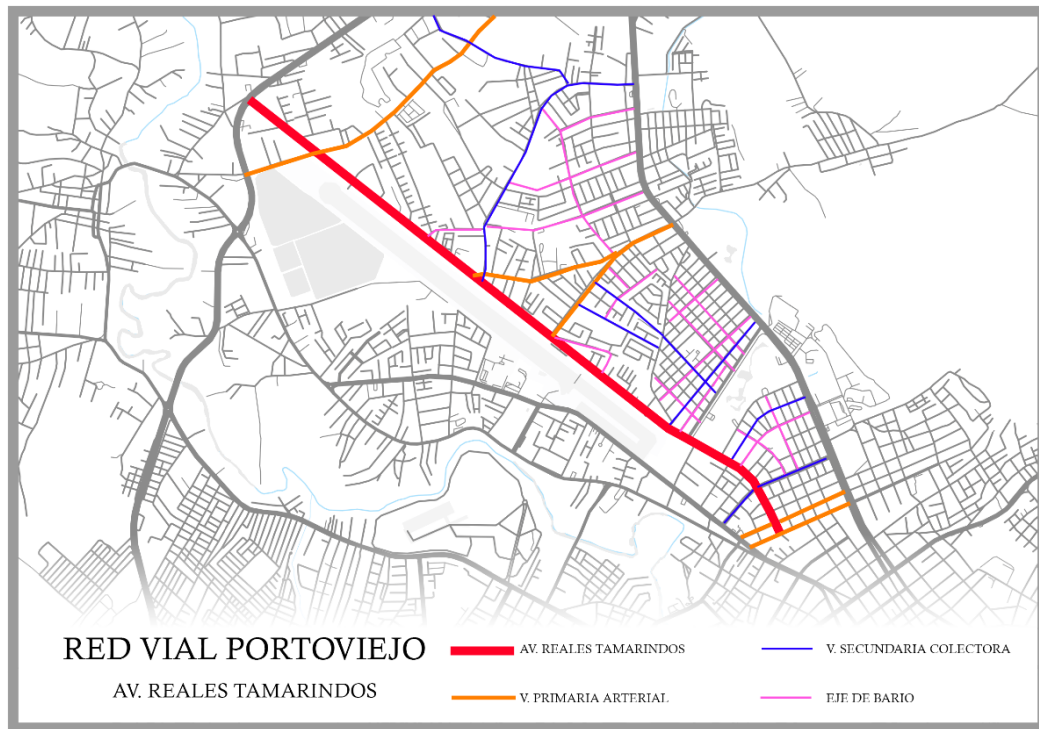 RED VIAL PORTOVIEJO
AV. REALES TAMARINDOS
AV. REALES TAMARINDOS
V. PRIMARIA ARTERIAL
V. SECUNDARIA COLECTORA
EJE DE BARIO